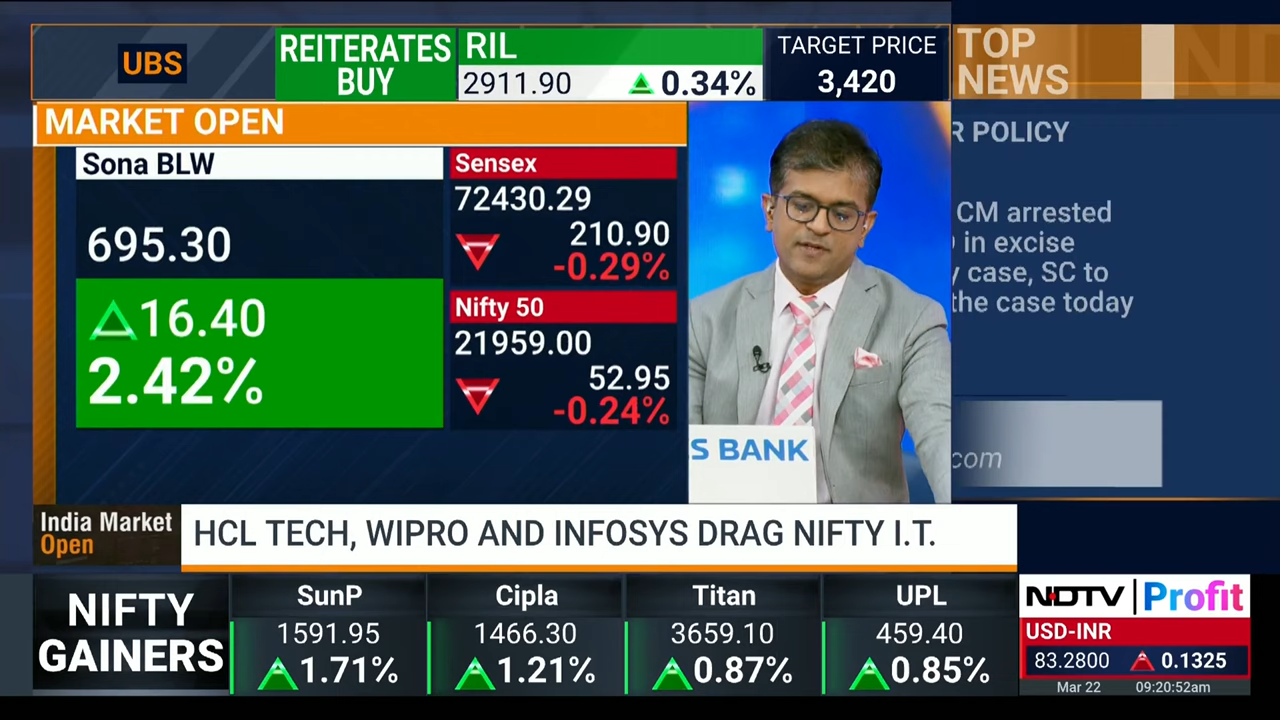 UBS
REITERATES
BUY
RIL
2911.90 0.34%
TARGET PRICE
3,420
TOP
NEWS
MARKET OPEN
Sona BLW
695.30
16.40
2.42%
Sensex
72430.29
210.90
-0.29%
Nifty 50
21959.00
52.95
-0.24%
R POLICY
CM arrested
in excise
case, SC to
the case today
com
S BANK
India Market
Open
HCL TECH, WIPRO AND INFOSYS DRAG NIFTY I.T.
NIFTY
GAINERS
SunP
1591.95
1.71%
Cipla
1466.30
1.21%
Titan
3659.10
0.87%
UPL
459.40
0.85%
NDTV Profit
USD-INR
83.2800 0.1325
Mar 22 09:20:52am